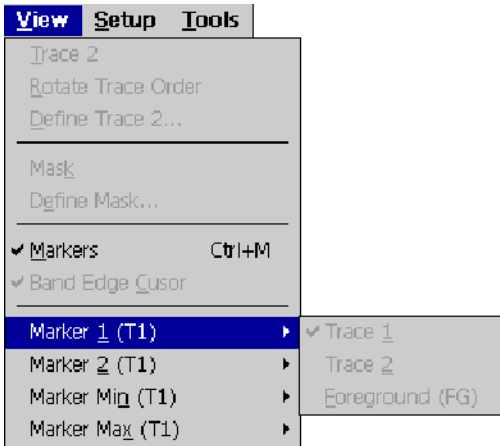 View Setup Tools
Trace 2
Rotate Trace Order
Define Trace 2...
Mask
Define Mask...
Markers Ctrl+M
Band Edge Cusor
Marker 1 (T1)
Trace 1
Marker 2 (T1)
Trace 2
Marker Min (T1)
Foreground (FG)
Marker Max (T1)